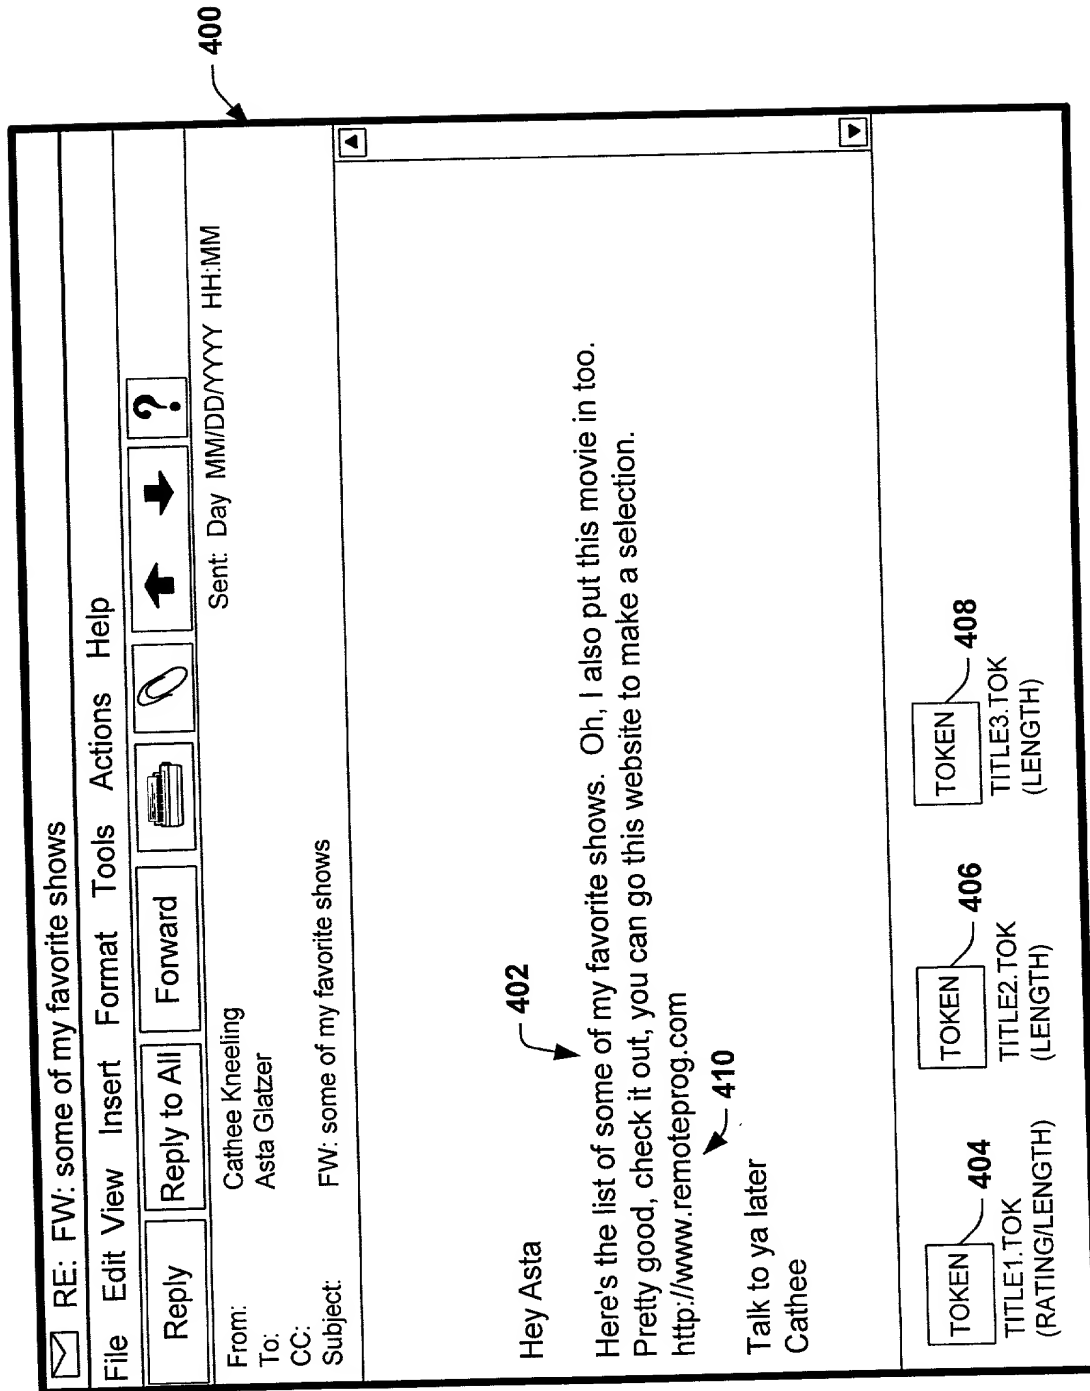 400
RE: FW: some of my favorite shows
File Edit View Insert Format Tools Actions Help
Reply Reply to All Forward ?
From: Cathee Kneeling Sent: Day MM/DD/YYYY HH:MM
To: Asta Glatzer
CC:
Subject: FW: some of my favorite shows
402
Hey Asta
Here's the list of some of my favorite shows. Oh, I also put this movie in too.
Pretty good, check it out, you can go this website to make a selection.
http://www.remoteprog.com
410
Talk to ya later
Cathee
TOKEN 404 TOKEN 406 TOKEN 408
TITLE1.TOK TITLE2.TOK TITLE3.TOK
(RATING/LENGTH) (LENGTH) (LENGTH)